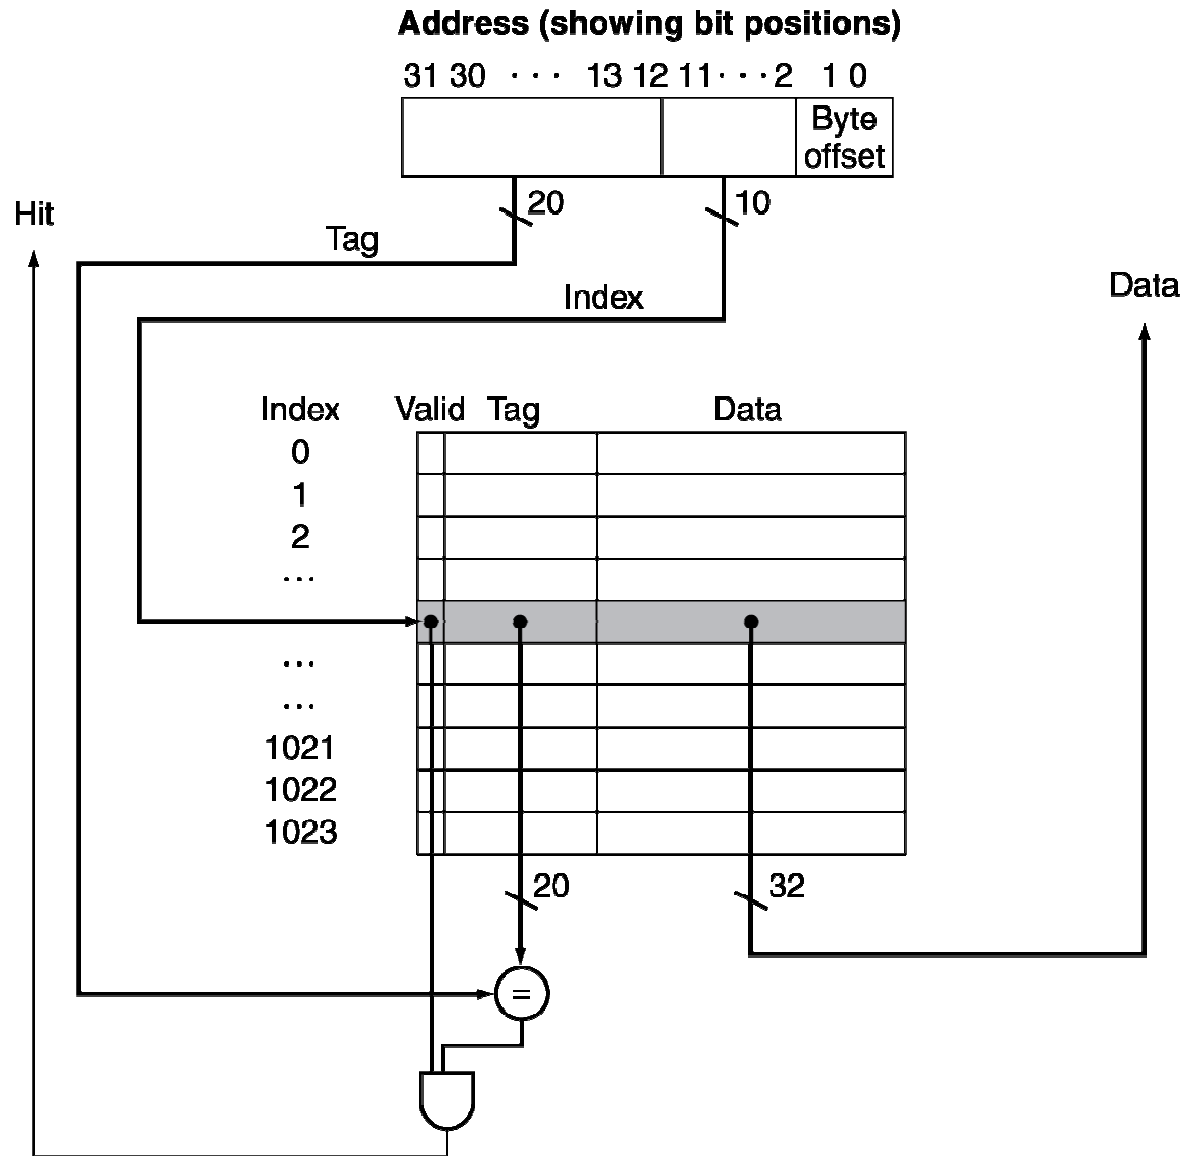 Address (showing bit positions)
31 30 ··· 13 12 11 ··· 2 1 0
Byte
offset
20
10
Hit
Tag
Index
Data
Index Valid Tag Data
0
1
2
...
...
...
1021
1022
1023
20
32
=